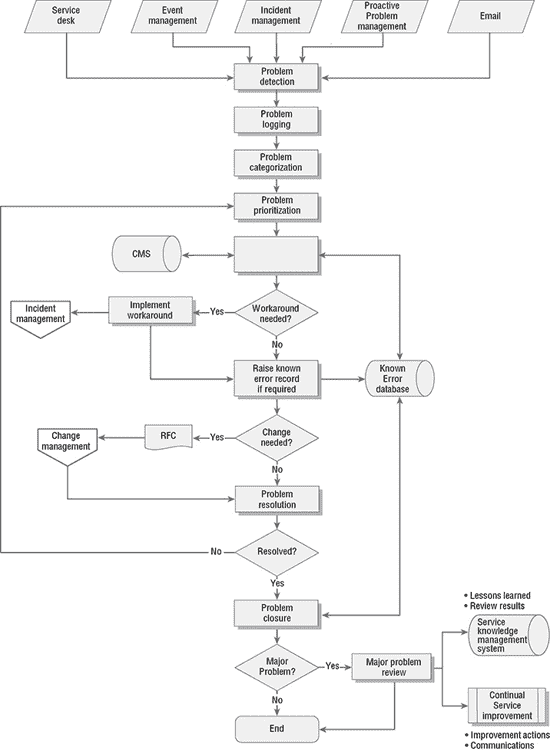 Service
desk
Event
management
Incident
management
Proactive
Problem
management
Email
Problem
detection
Problem
logging
Problem
categorization
Problem
prioritization
CMS
Incident
management
Implement
workaround
Yes
Workaround
needed?
No
Raise known
error record
if required
Known
Error
database
Change
management
RFC
Yes
Change
needed?
No
Problem
resolution
No
Resolved?
Yes
Problem
closure
• Lessons learned
• Review results
Service
knowledge
management
system
Major
Problem?
Yes
Major problem
review
No
Continual
Service
improvement
End
• Improvement actions
• Communications